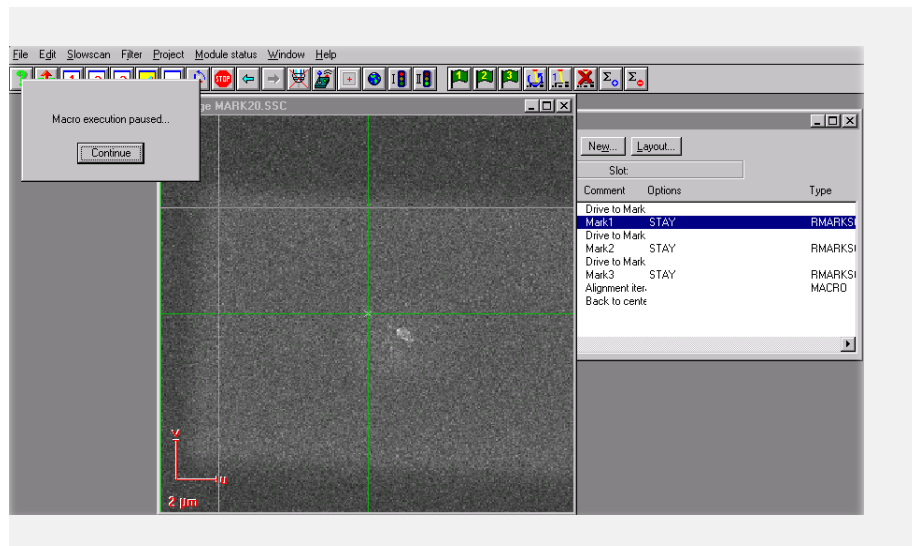 File Edit Slowscan Filter Project Module status Window Help
STOP
MARK20.SSC
Macro execution paused...
Continue
New... Layout...
Slot:
Comment Options Type
Drive to Mark
Mark1 STAY RMARKS
Drive to Mark
Mark2 STAY RMARKS
Drive to Mark
Mark3 STAY RMARKS
Alignment iter
MACRO
Back to cente
2 µm